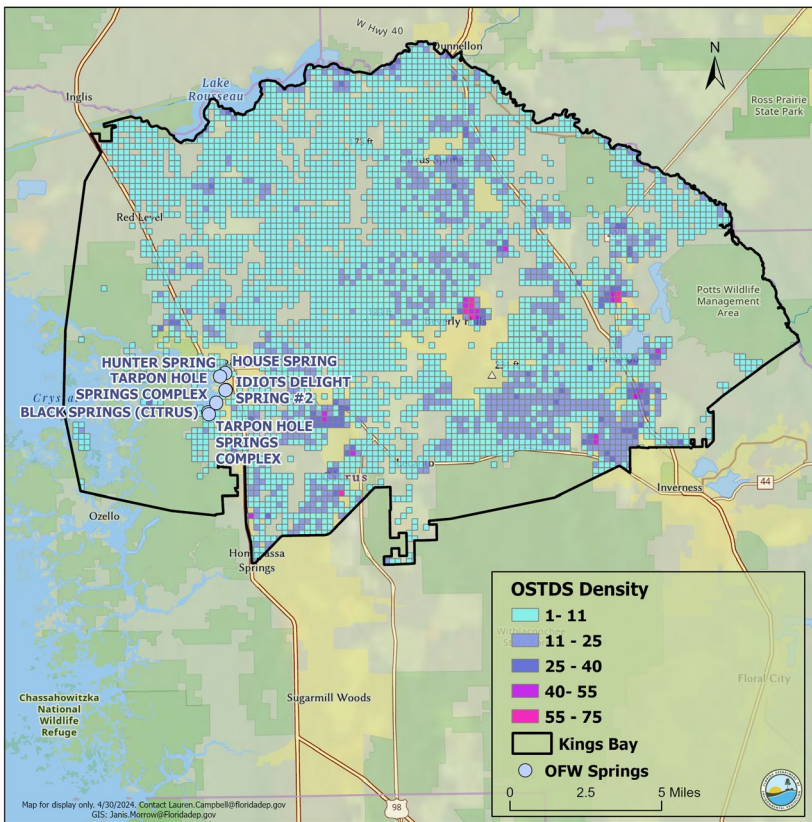 W Hwy 40
Dunnellon
N
Lake
Rousseau
Inglis
Ross Prairie
State Park
Red Level
Potts Wildlife
Management
Area
HUNTER SPRING
HOUSE SPRING
TARPON HOLE
SPRINGS COMPLEX
IDIOTS DELIGHT
SPRING #2
BLACK SPRINGS (CITRUS)
TARPON HOLE
SPRINGS
COMPLEX
Inverness
44
Ozello
Springs
OSTDS Density
1- 11
11 - 25
25 - 40
40- 55
55 - 75
Kings Bay
OFW Springs
0 2.5 5 Miles
Floral City
Sugarmill Woods
Chassahowitzka
National
Wildlife
Refuge
98
Map for display only. 4/30/2024. Contact Lauren.Campbell@floridadep.gov
GIS: Janis.Morrow@Floridadep.gov